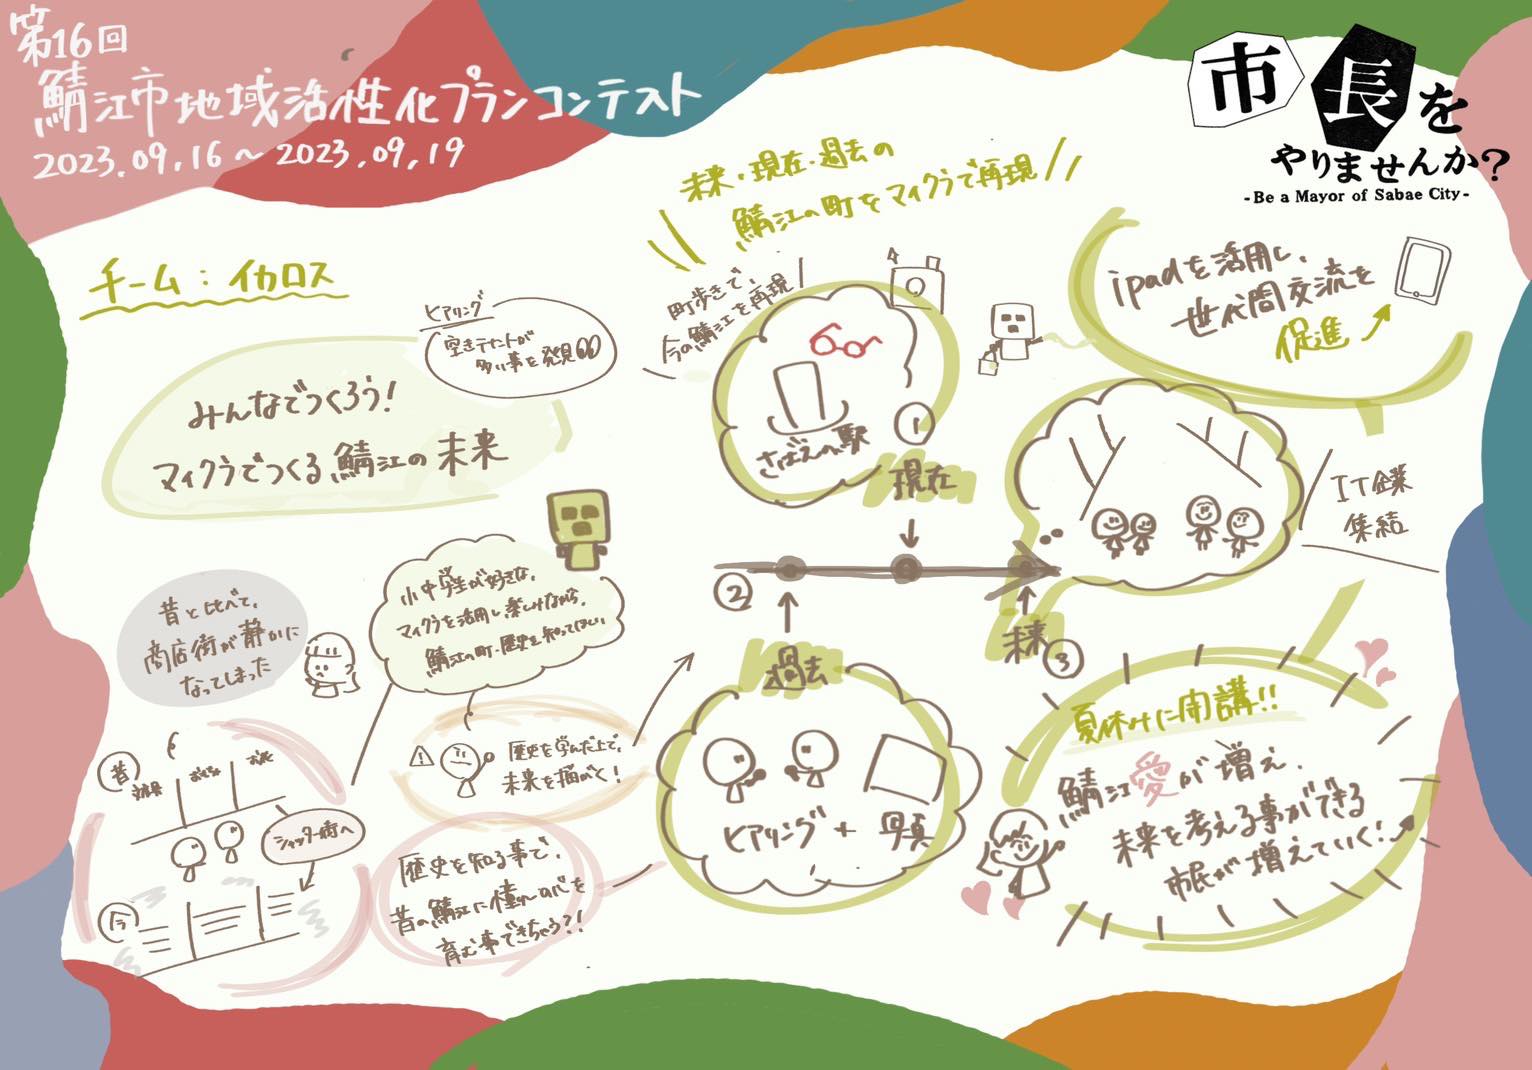 第16回
鯖江市地域活性化プランコンテスト
2023.09.16～2023.09.19
市長を
やりませんか?
-Be a Mayor of Sabae City-
チーム:イカロス
ヒアリング
空きテナントが
多い事を発見
みんなでつくろう!
マイクラでつくる鯖江の未来
未来・現在・過去の
鯖江の町をマイクラで再現
町歩きで、
今の鯖江を再現
さばえの駅
①
現在
ipadを活用し、
世代間交流を
促進
IT企業
集結
②
過去
未来
③
ヒアリング+写真
昔と比べて、
商店街が静かに
なってしまった
小中学生が好きな、
マイクラを活用し楽しみながら、
鯖江の町・歴史を知ってほしい
歴史を学んだ上で、
未来を描がく!
昔
シャッター街へ
今
歴史を知る事で、
昔の鯖江に憧れの心を
育む事できちゃう?!
夏休みに開講!!
鯖江愛が増え、
未来を考える事ができる
市民が増えていく!